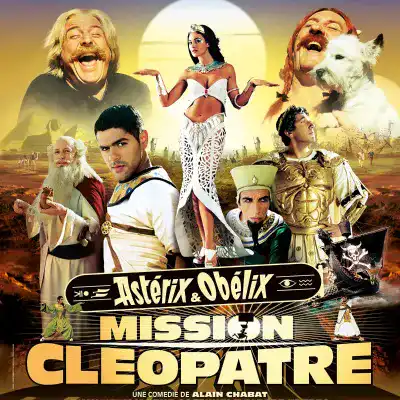 Astérix & Obélix
MISSION
CLEOPATRE
UNE COMEDIE DE ALAIN CHABAT